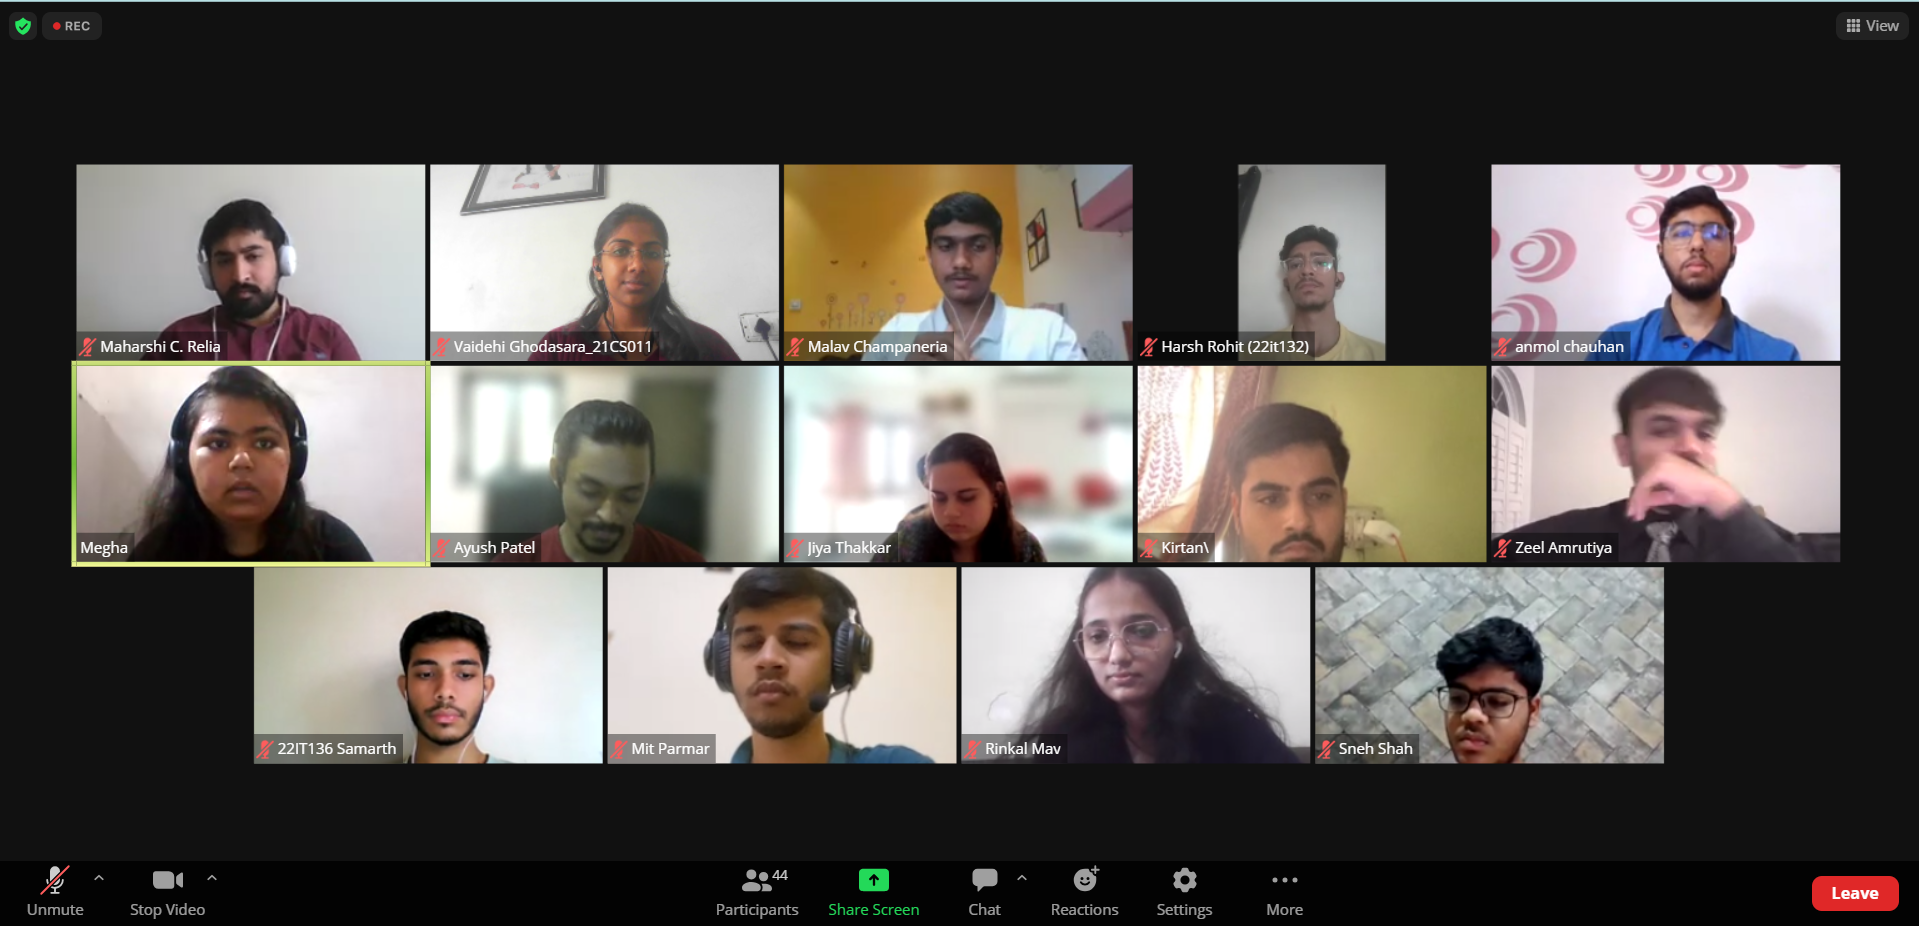 REC
View
Maharshi C. Relia
Vaidehi Ghodasara_21CS011
Malav Champaneria
Harsh Rohit (22it132)
anmol chauhan
Megha
Ayush Patel
Jiya Thakkar
Kirtan\
Zeel Amrutiya
22IT136 Samarth
Mit Parmar
Rinkal Mav
Sneh Shah
44
Unmute
Stop Video
Participants
Share Screen
Chat
Reactions
Settings
More
Leave